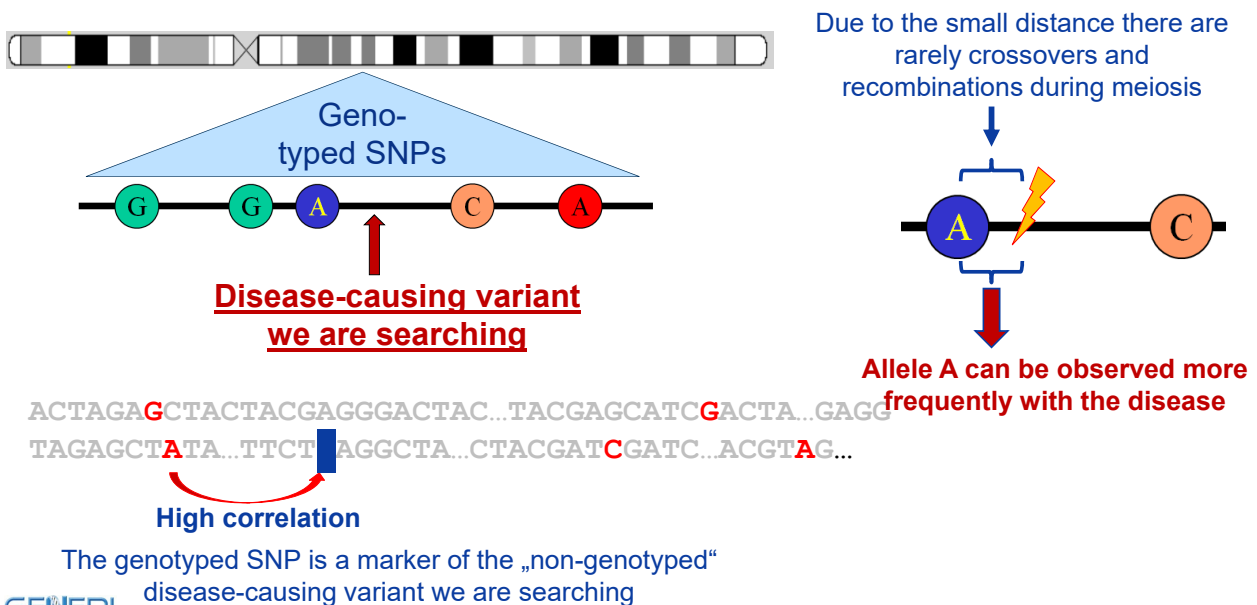 Due to the small distance there are
rarely crossovers and
recombinations during meiosis
Geno-
typed SNPs
G G A C A
A C
Disease-causing variant
we are searching
Allele A can be observed more
frequently with the disease
ACTAGAGCTACTACGAGGGACTAC...TACGAGCATCGACTA...GAGG
TAGAGCTATA...TTCT AGGCTA...CTACGATCGATC...ACGTAG...
High correlation
The genotyped SNP is a marker of the „non-genotyped“
disease-causing variant we are searching